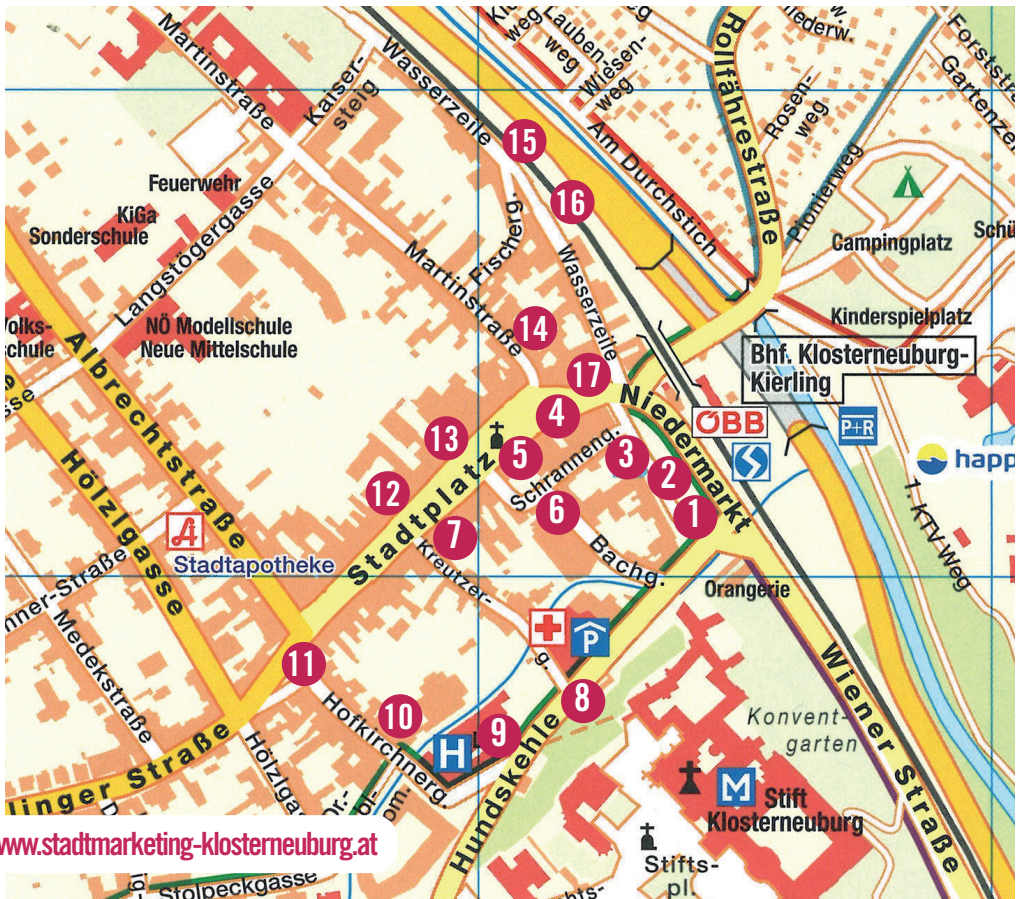 Martinstraße
Kaiser-
steig
Wasserzeile
Lauben-
weg
Wiesen-
weg
Rollfährestraße
Rosen-
weg
Am Durchstich
Pionierweg
Campingplatz
Kinderspielplatz
Feuerwehr
KiGa
Sonderschule
Langstögergasse
NÖ Modellschule
Neue Mittelschule
olks-
schule
Albrechtstraße
Hölzlgasse
Martinstraße
Fischerg.
Wasserzeile
15
16
14
17
4
13
5
3
2
1
12
7
6
Niedermarkt
Bhf. Klosterneuburg-
Kierling
ÖBB
P+R
happ
1. KTV Weg
Stadtplatz
Schranneng.
Bachg.
Kreutzer-
g.
Stadtapotheke
nner-Straße
Medekstraße
P
Orangerie
Wiener Straße
11
10
9
8
H
Hofkirchnerg.
Hundskehle
Konvent-
garten
M
Stift
Klosterneuburg
Stifts-
pl.
linger Straße
Hölzlgas
www.stadtmarketing-klosterneuburg.at
Stolpeckgasse